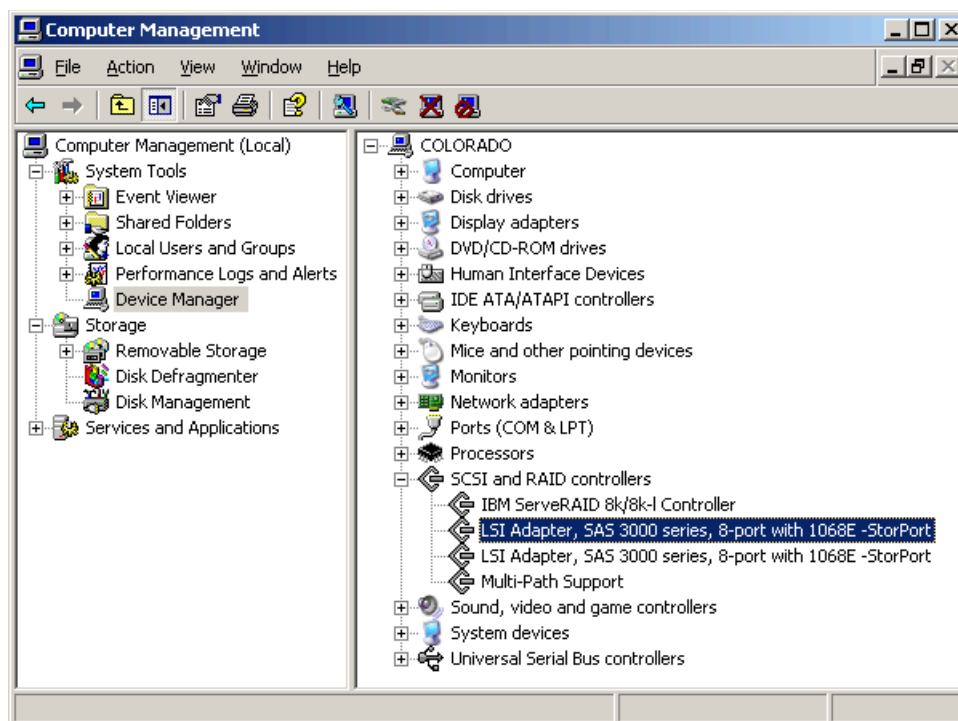 Computer Management
File Action View Window Help
Computer Management (Local)
System Tools
Event Viewer
Shared Folders
Local Users and Groups
Performance Logs and Alerts
Device Manager
Storage
Removable Storage
Disk Defragmenter
Disk Management
Services and Applications
COLORADO
Computer
Disk drives
Display adapters
DVD/CD-ROM drives
Human Interface Devices
IDE ATA/ATAPI controllers
Keyboards
Mice and other pointing devices
Monitors
Network adapters
Ports (COM & LPT)
Processors
SCSI and RAID controllers
IBM ServeRAID 8k/8k-l Controller
LSI Adapter, SAS 3000 series, 8-port with 1068E -StorPort
LSI Adapter, SAS 3000 series, 8-port with 1068E -StorPort
Multi-Path Support
Sound, video and game controllers
System devices
Universal Serial Bus controllers